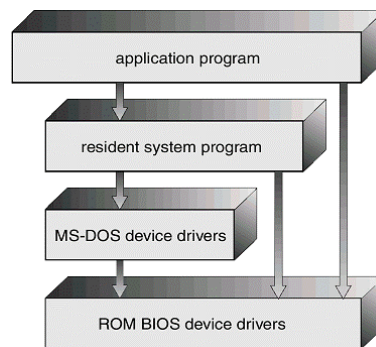 application program
resident system program
MS-DOS device drivers
ROM BIOS device drivers